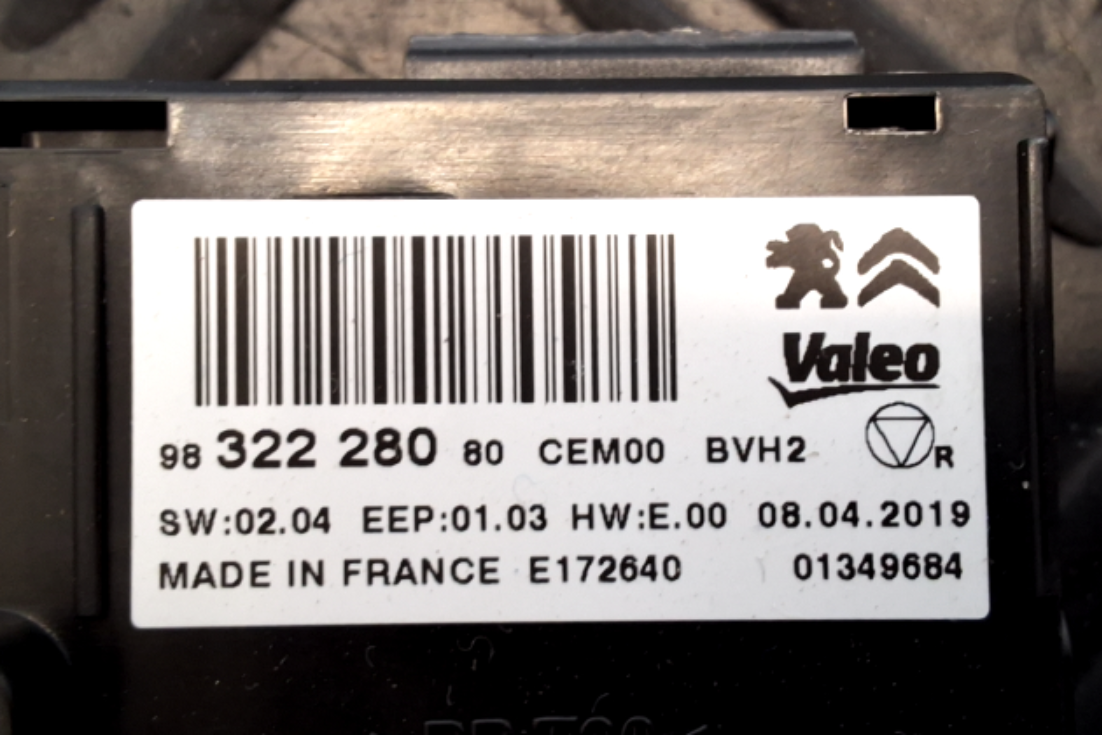 Valeo
98 322 280 80 CEM00 BVH2 R
SW:02.04 EEP:01.03 HW:E.00 08.04.2019
MADE IN FRANCE E172640 01349684